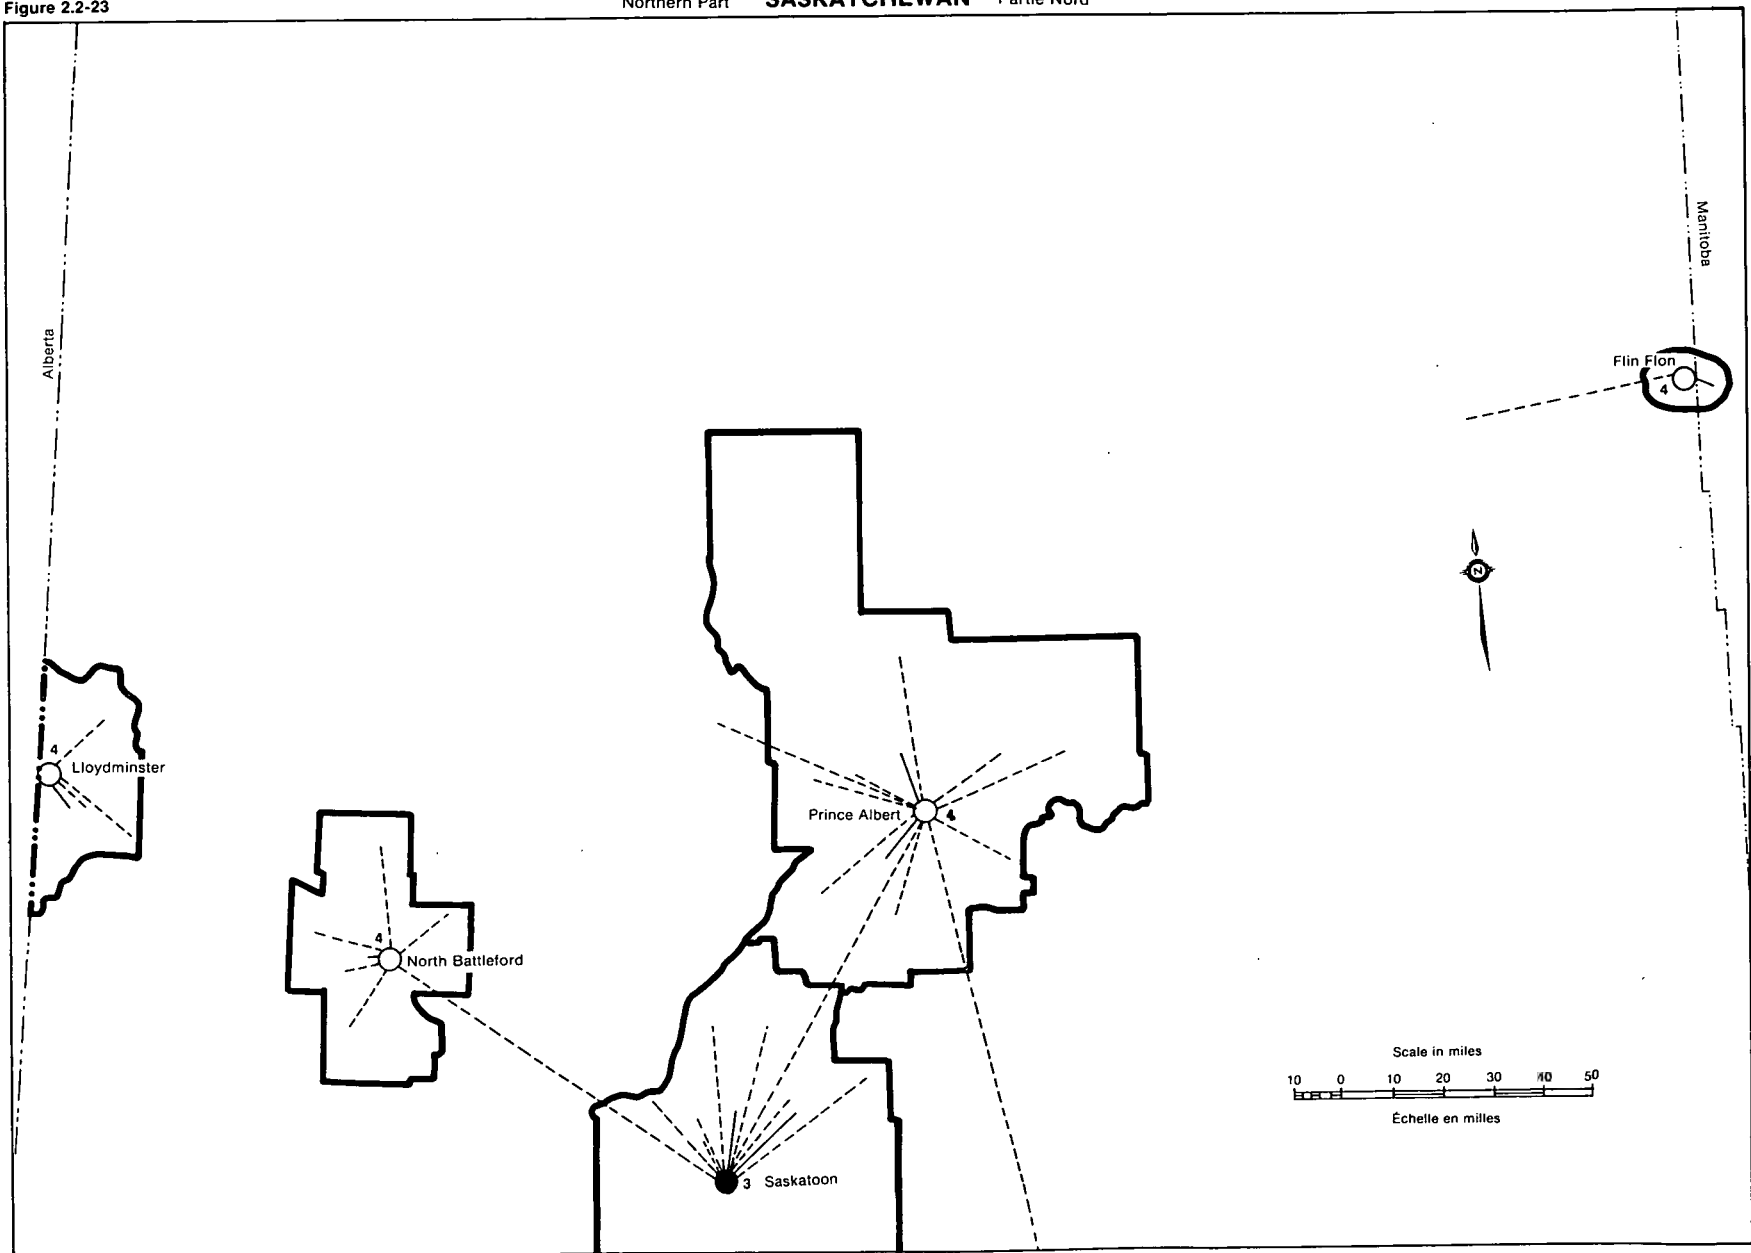 Figure 2.2-23
Northern Part SASKATCHEWAN Partie Nord
Alberta
Manitoba
Flin Flon
4
N
4
Lloydminster
Prince Albert 4
4
North Battleford
Scale in miles
10 0 10 20 30 40 50
Échelle en milles
3 Saskatoon